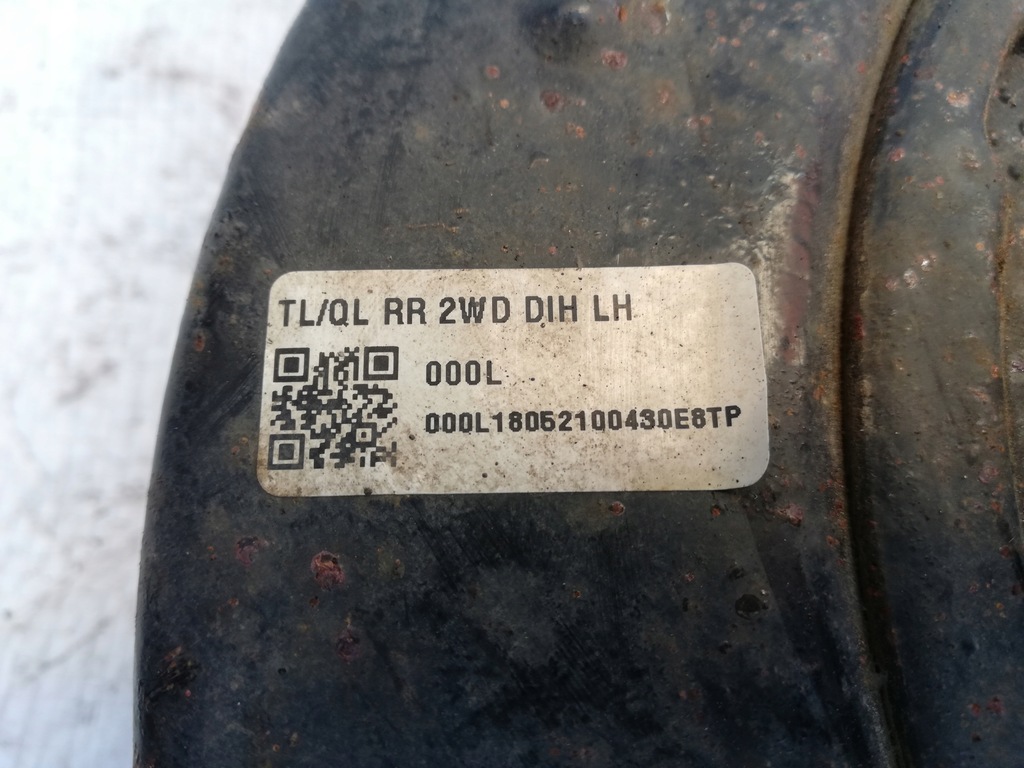 TL/QL RR 2WD DIH LH
000L
000L18052100430E8TP